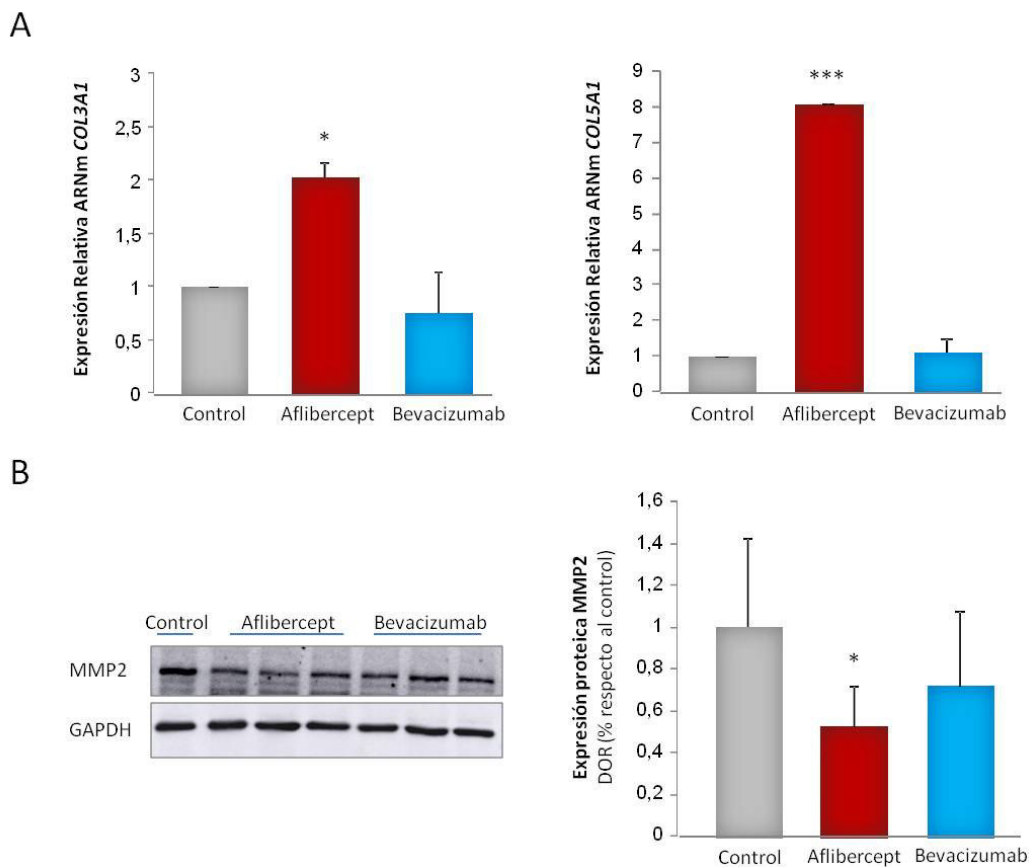 A
Expresión Relativa ARNm COL3A1
3
2,5
2
1,5
1
0,5
0
*
Control
Aflibercept
Bevacizumab
Expresión Relativa ARNm COL5A1
9
8
7
6
5
4
3
2
1
0
***
Control
Aflibercept
Bevacizumab
B
Control
Aflibercept
Bevacizumab
MMP2
GAPDH
Expresión proteica MMP2
DOR (% respecto al control)
1,6
1,4
1,2
1
0,8
0,6
0,4
0,2
0
*
Control
Aflibercept
Bevacizumab